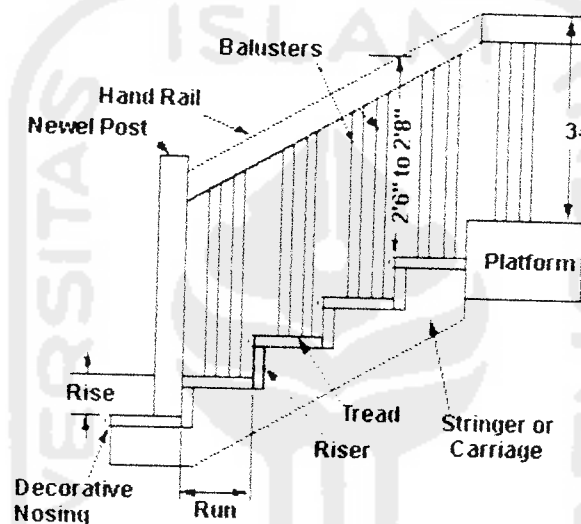 ISLAM
Balusters
Hand Rail
Newel Post
2'6" to 2'8"
Platform
Rise
Tread
Riser
Stringer or
Carriage
Decorative
Nosing
Run